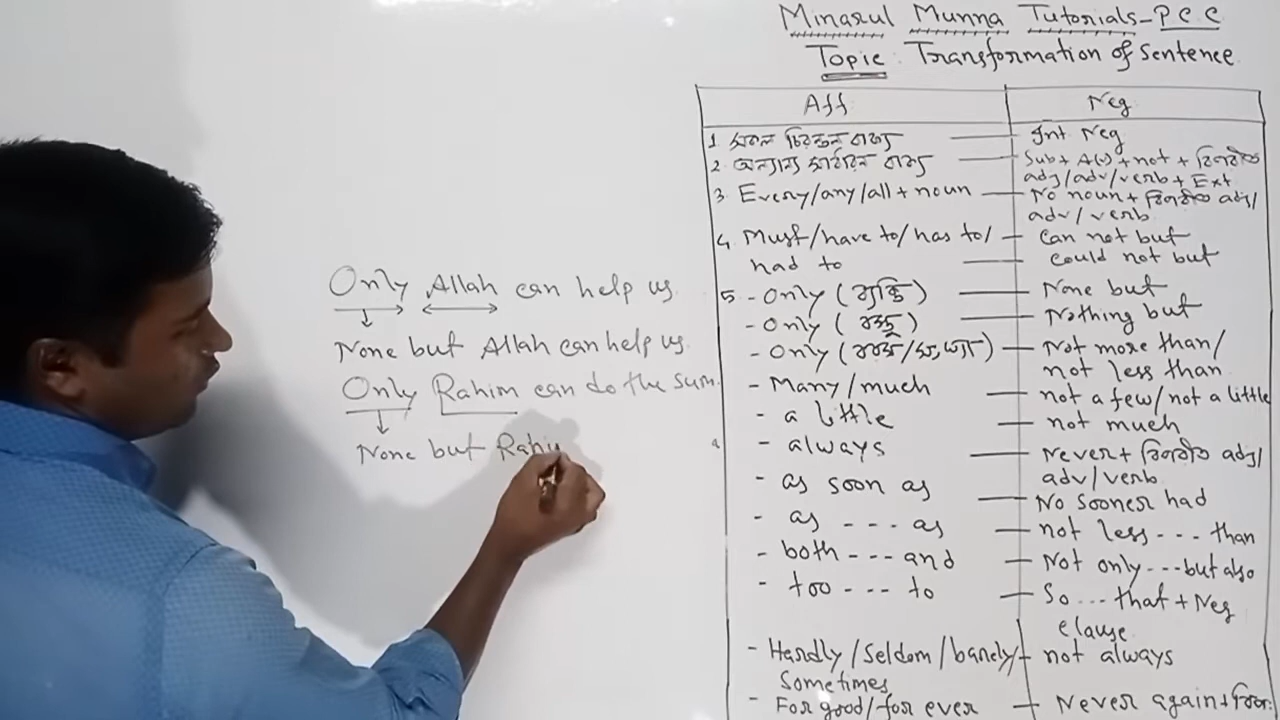 Minarul Munna Tutorials-PCC
Topic: Transformation of Sentence
Aff Neg
1. সকল চিরন্তন বাক্য — Int Neg
2. অন্যান্য সাধারন বাক্য — Sub + A(v) + not + বিপরীত
adj/adv/verb + Ext
3. Every/any/all + noun — No noun + বিপরীত adj/
adv/verb
4. Must/have to/has to/ — Can not but
had to — could not but
5 - Only (ব্যক্তি) — None but
- Only (বস্তু) — Nothing but
- Only (বয়স/সংখ্যা) — Not more than/
not less than
- Many/much — not a few/not a little
- a little — not much
- always — Never + বিপরীত adj/
adv/verb
- as soon as — No sooner had
- as --- as — not less --- than
- both --- and — Not only --- but also
- too --- to — So --- that + Neg
clause
- Hardly/Seldom/barely/ — not always
Sometimes
- For good/for ever — Never again +
Only Allah can help us.
None but Allah can help us.
Only Rahim can do the sum.
None but Rahi